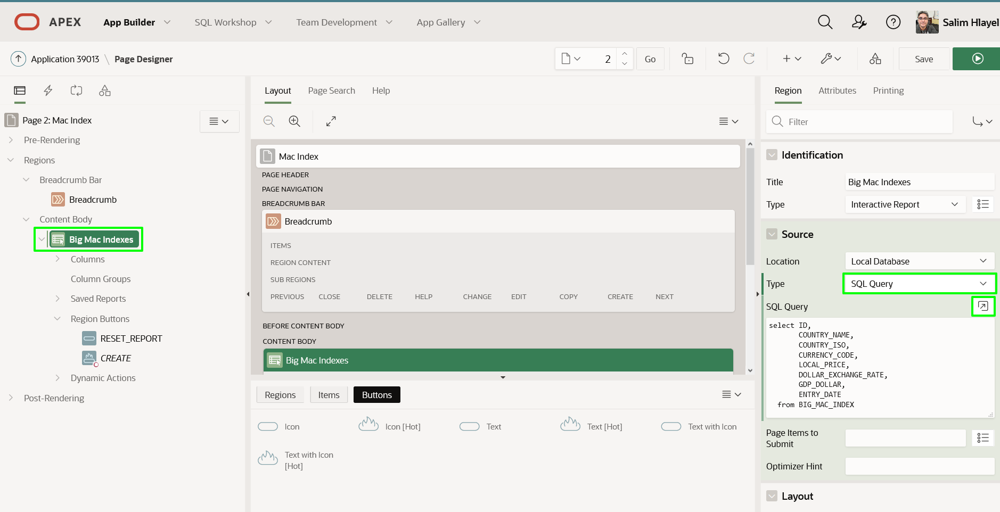 APEX App Builder SQL Workshop Team Development App Gallery Salim Hlayel
Application 39013 \ Page Designer 2 Go Save
Page 2: Mac Index
Pre-Rendering
Regions
Breadcrumb Bar
Breadcrumb
Content Body
Big Mac Indexes
Columns
Column Groups
Saved Reports
Region Buttons
RESET_REPORT
CREATE
Dynamic Actions
Post-Rendering
Layout Page Search Help
Mac Index
PAGE HEADER
PAGE NAVIGATION
BREADCRUMB BAR
Breadcrumb
ITEMS
REGION CONTENT
SUB REGIONS
PREVIOUS CLOSE DELETE HELP CHANGE EDIT COPY CREATE NEXT
BEFORE CONTENT BODY
CONTENT BODY
Big Mac Indexes
Regions Items Buttons
Icon Icon [Hot] Text Text [Hot] Text with Icon
Text with Icon
[Hot]
Region Attributes Printing
Filter
Identification
Title Big Mac Indexes
Type Interactive Report
Source
Location Local Database
Type SQL Query
SQL Query
select ID,
COUNTRY_NAME,
COUNTRY_ISO,
CURRENCY_CODE,
LOCAL_PRICE,
DOLLAR_EXCHANGE_RATE,
GDP_DOLLAR,
ENTRY_DATE
from BIG_MAC_INDEX
Page Items to
Submit
Optimizer Hint
Layout